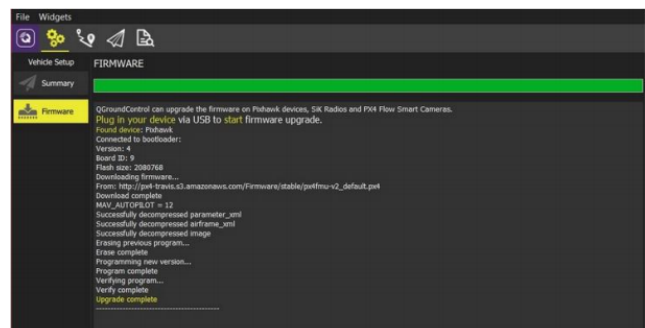 File Widgets
Vehicle Setup
FIRMWARE
Summary
Firmware
QGroundControl can upgrade the firmware on Pixhawk devices, SiK Radios and PX4 Flow Smart Cameras.
Plug in your device via USB to start firmware upgrade.
Found device: Pixhawk
Connected to bootloader:
Version: 4
Board ID: 9
Flash size: 2080768
Downloading firmware...
From: http://px4-travis.s3.amazonaws.com/Firmware/stable/px4fmu-v2_default.px4
Download complete
MAV_AUTOPILOT = 12
Successfully decompressed parameter_xml
Successfully decompressed airframe_xml
Successfully decompressed image
Erasing previous program...
Erase complete
Programming new version...
Program complete
Verifying program...
Verify complete
Upgrade complete
------------------------------------------